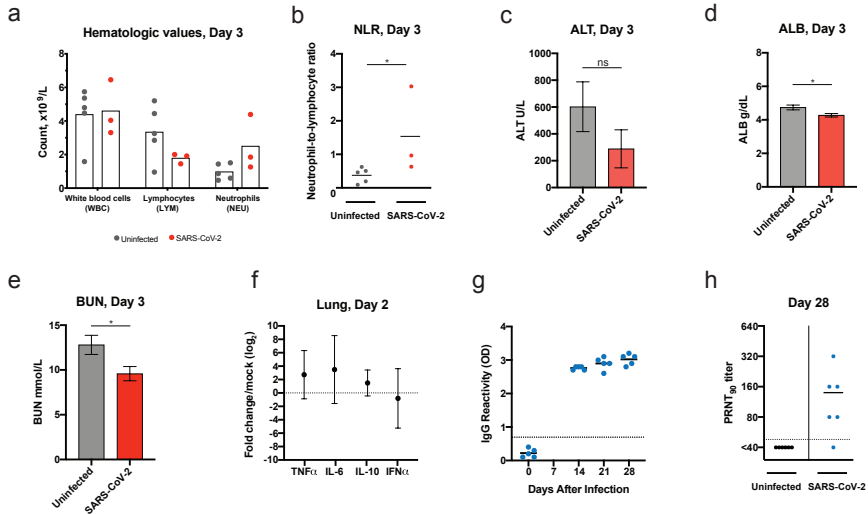 a
Hematologic values, Day 3
Count, x10⁹/L
8
6
4
2
0
White blood cells
(WBC)
Lymphocytes
(LYM)
Neutrophils
(NEU)
Uninfected
SARS-CoV-2
b
NLR, Day 3
Neutrophil-to-lymphocyte ratio
4
3
2
1
0
*
Uninfected
SARS-CoV-2
c
ALT, Day 3
ALT U/L
1000
800
600
400
200
0
ns
Uninfected
SARS-CoV-2
d
ALB, Day 3
ALB g/dL
8
6
4
2
0
*
Uninfected
SARS-CoV-2
e
BUN, Day 3
BUN mmol/L
15
10
5
0
*
Uninfected
SARS-CoV-2
f
Lung, Day 2
Fold change/mock (log₂)
10
8
6
4
2
0
-2
-4
-6
-8
-10
TNFα
IL-6
IL-10
IFNα
g
IgG Reactivity (OD)
4
3
2
1
0
0
7
14
21
28
Days After Infection
h
Day 28
PRNT₉₀ titer
640
320
160
80
<40
Uninfected
SARS-CoV-2